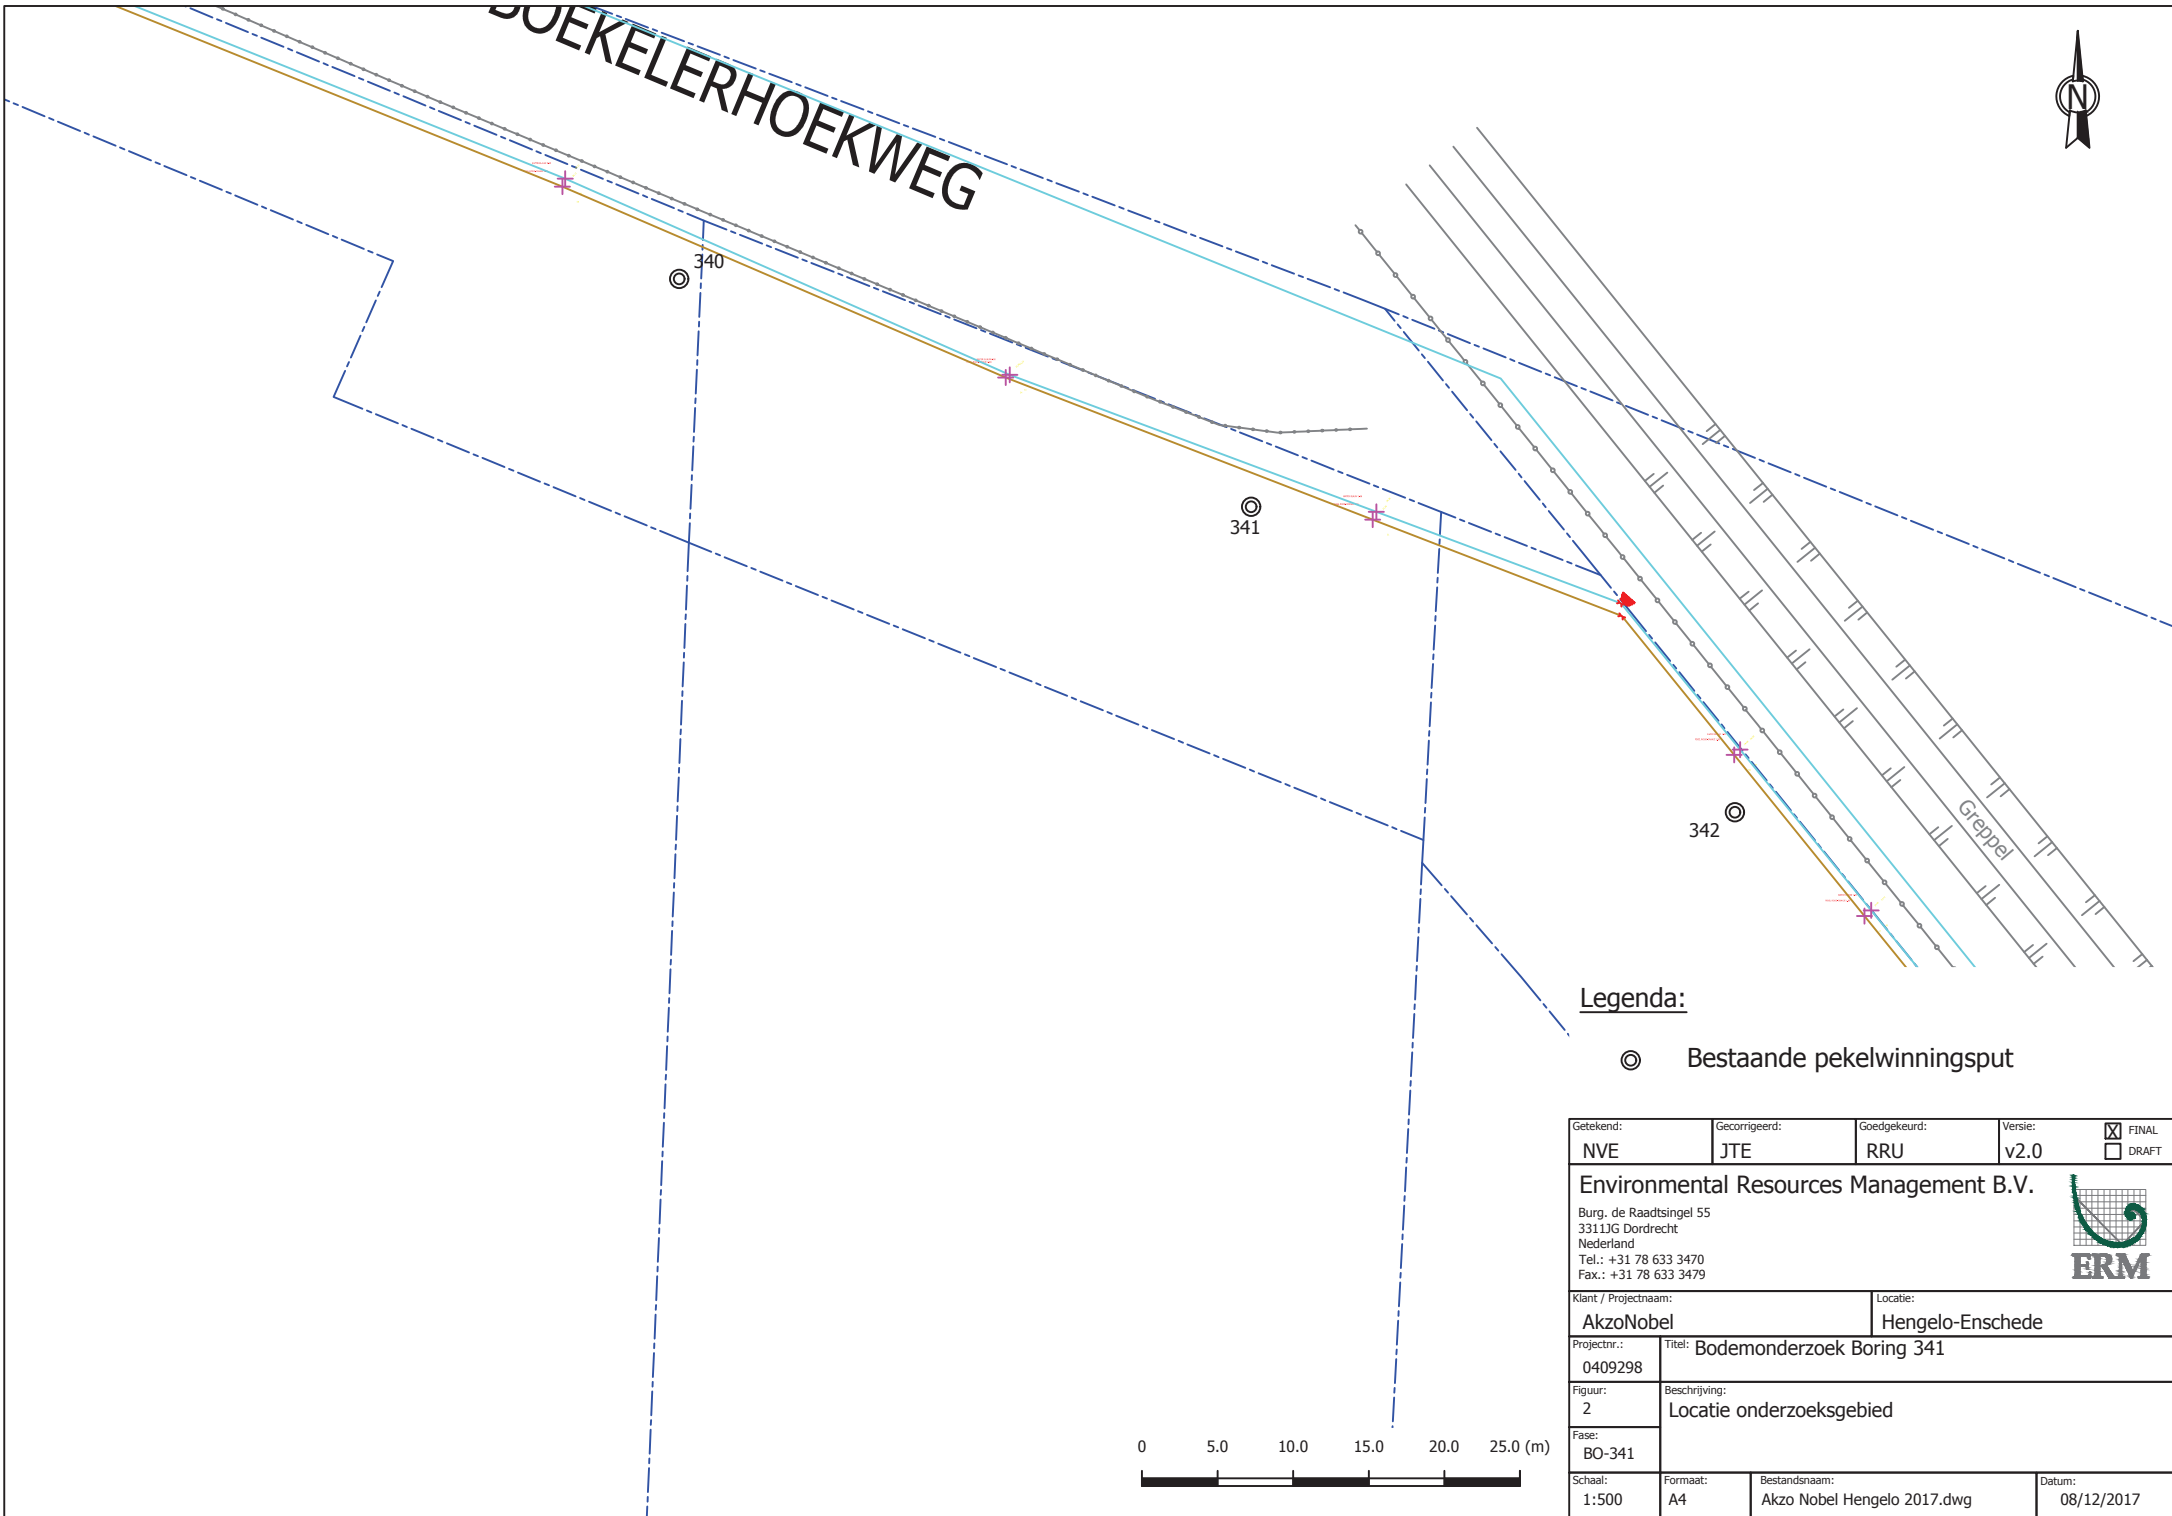 BOEKELERHOEKWEG
N
340
341
342
Greppel
Legenda:
Bestaande pekelwinningsput
0 5.0 10.0 15.0 20.0 25.0 (m)
Getekend: Gecorrigeerd: Goedgekeurd: Versie:
NVE JTE RRU v2.0
FINAL
DRAFT
Environmental Resources Management B.V.
Burg. de Raadtsingel 55
3311JG Dordrecht
Nederland
Tel.: +31 78 633 3470
Fax.: +31 78 633 3479
ERM
Klant / Projectnaam: Locatie:
AkzoNobel Hengelo-Enschede
Projectnr.: Titel: Bodemonderzoek Boring 341
0409298
Figuur: Beschrijving:
2 Locatie onderzoeksgebied
Fase:
BO-341
Schaal: Formaat: Bestandsnaam: Datum:
1:500 A4 Akzo Nobel Hengelo 2017.dwg 08/12/2017